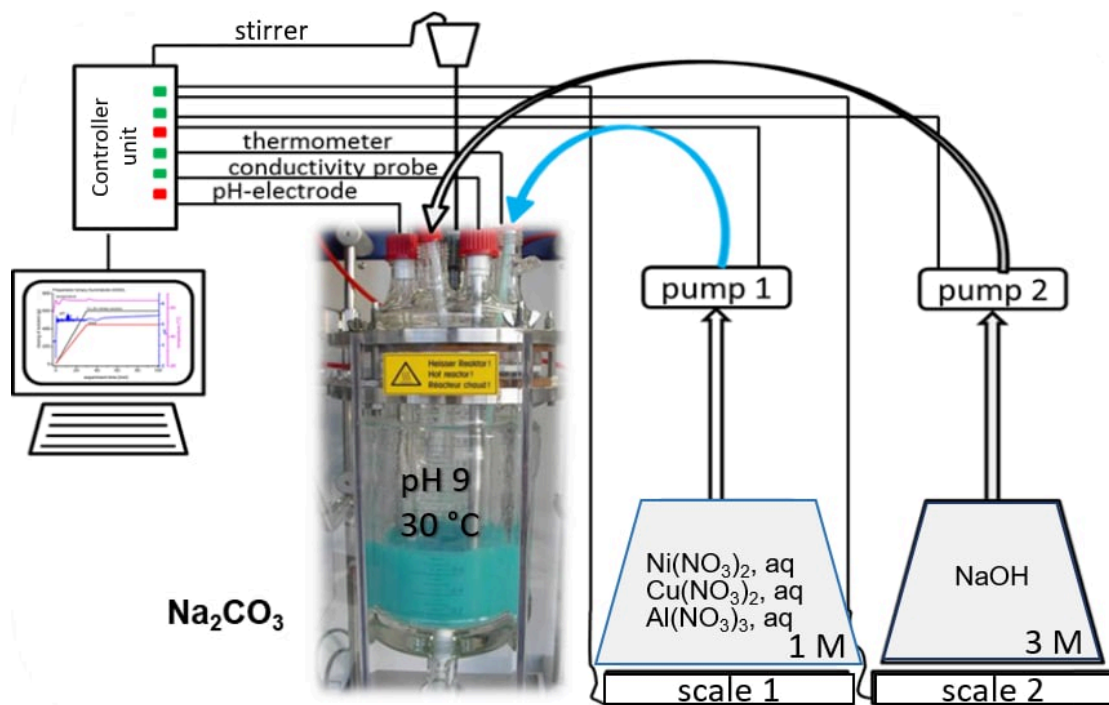 stirrer
Controller
unit
thermometer
conductivity probe
pH-electrode
pump 1
pump 2
Heisser Reaktor!
Hot reactor!
Réacteur chaud!
pH 9
30 °C
Na₂CO₃
Ni(NO₃)₂, aq
Cu(NO₃)₂, aq
Al(NO₃)₃, aq
1 M
NaOH
3 M
scale 1
scale 2